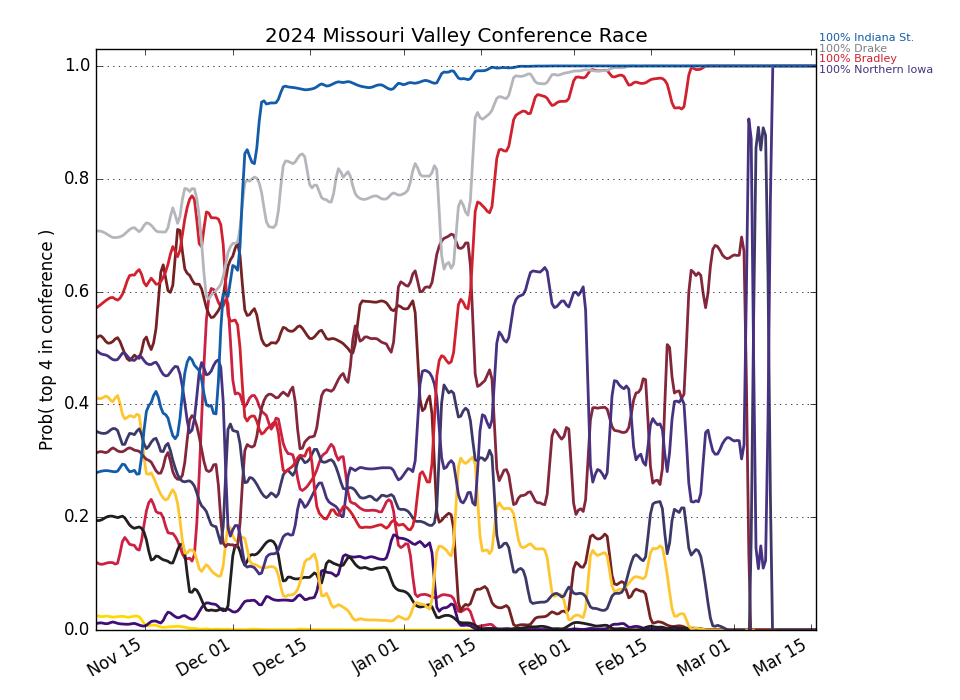 2024 Missouri Valley Conference Race
100% Indiana St.
100% Drake
100% Bradley
100% Northern Iowa
Prob( top 4 in conference )
1.0
0.8
0.6
0.4
0.2
0.0
Nov 15
Dec 01
Dec 15
Jan 01
Jan 15
Feb 01
Feb 15
Mar 01
Mar 15